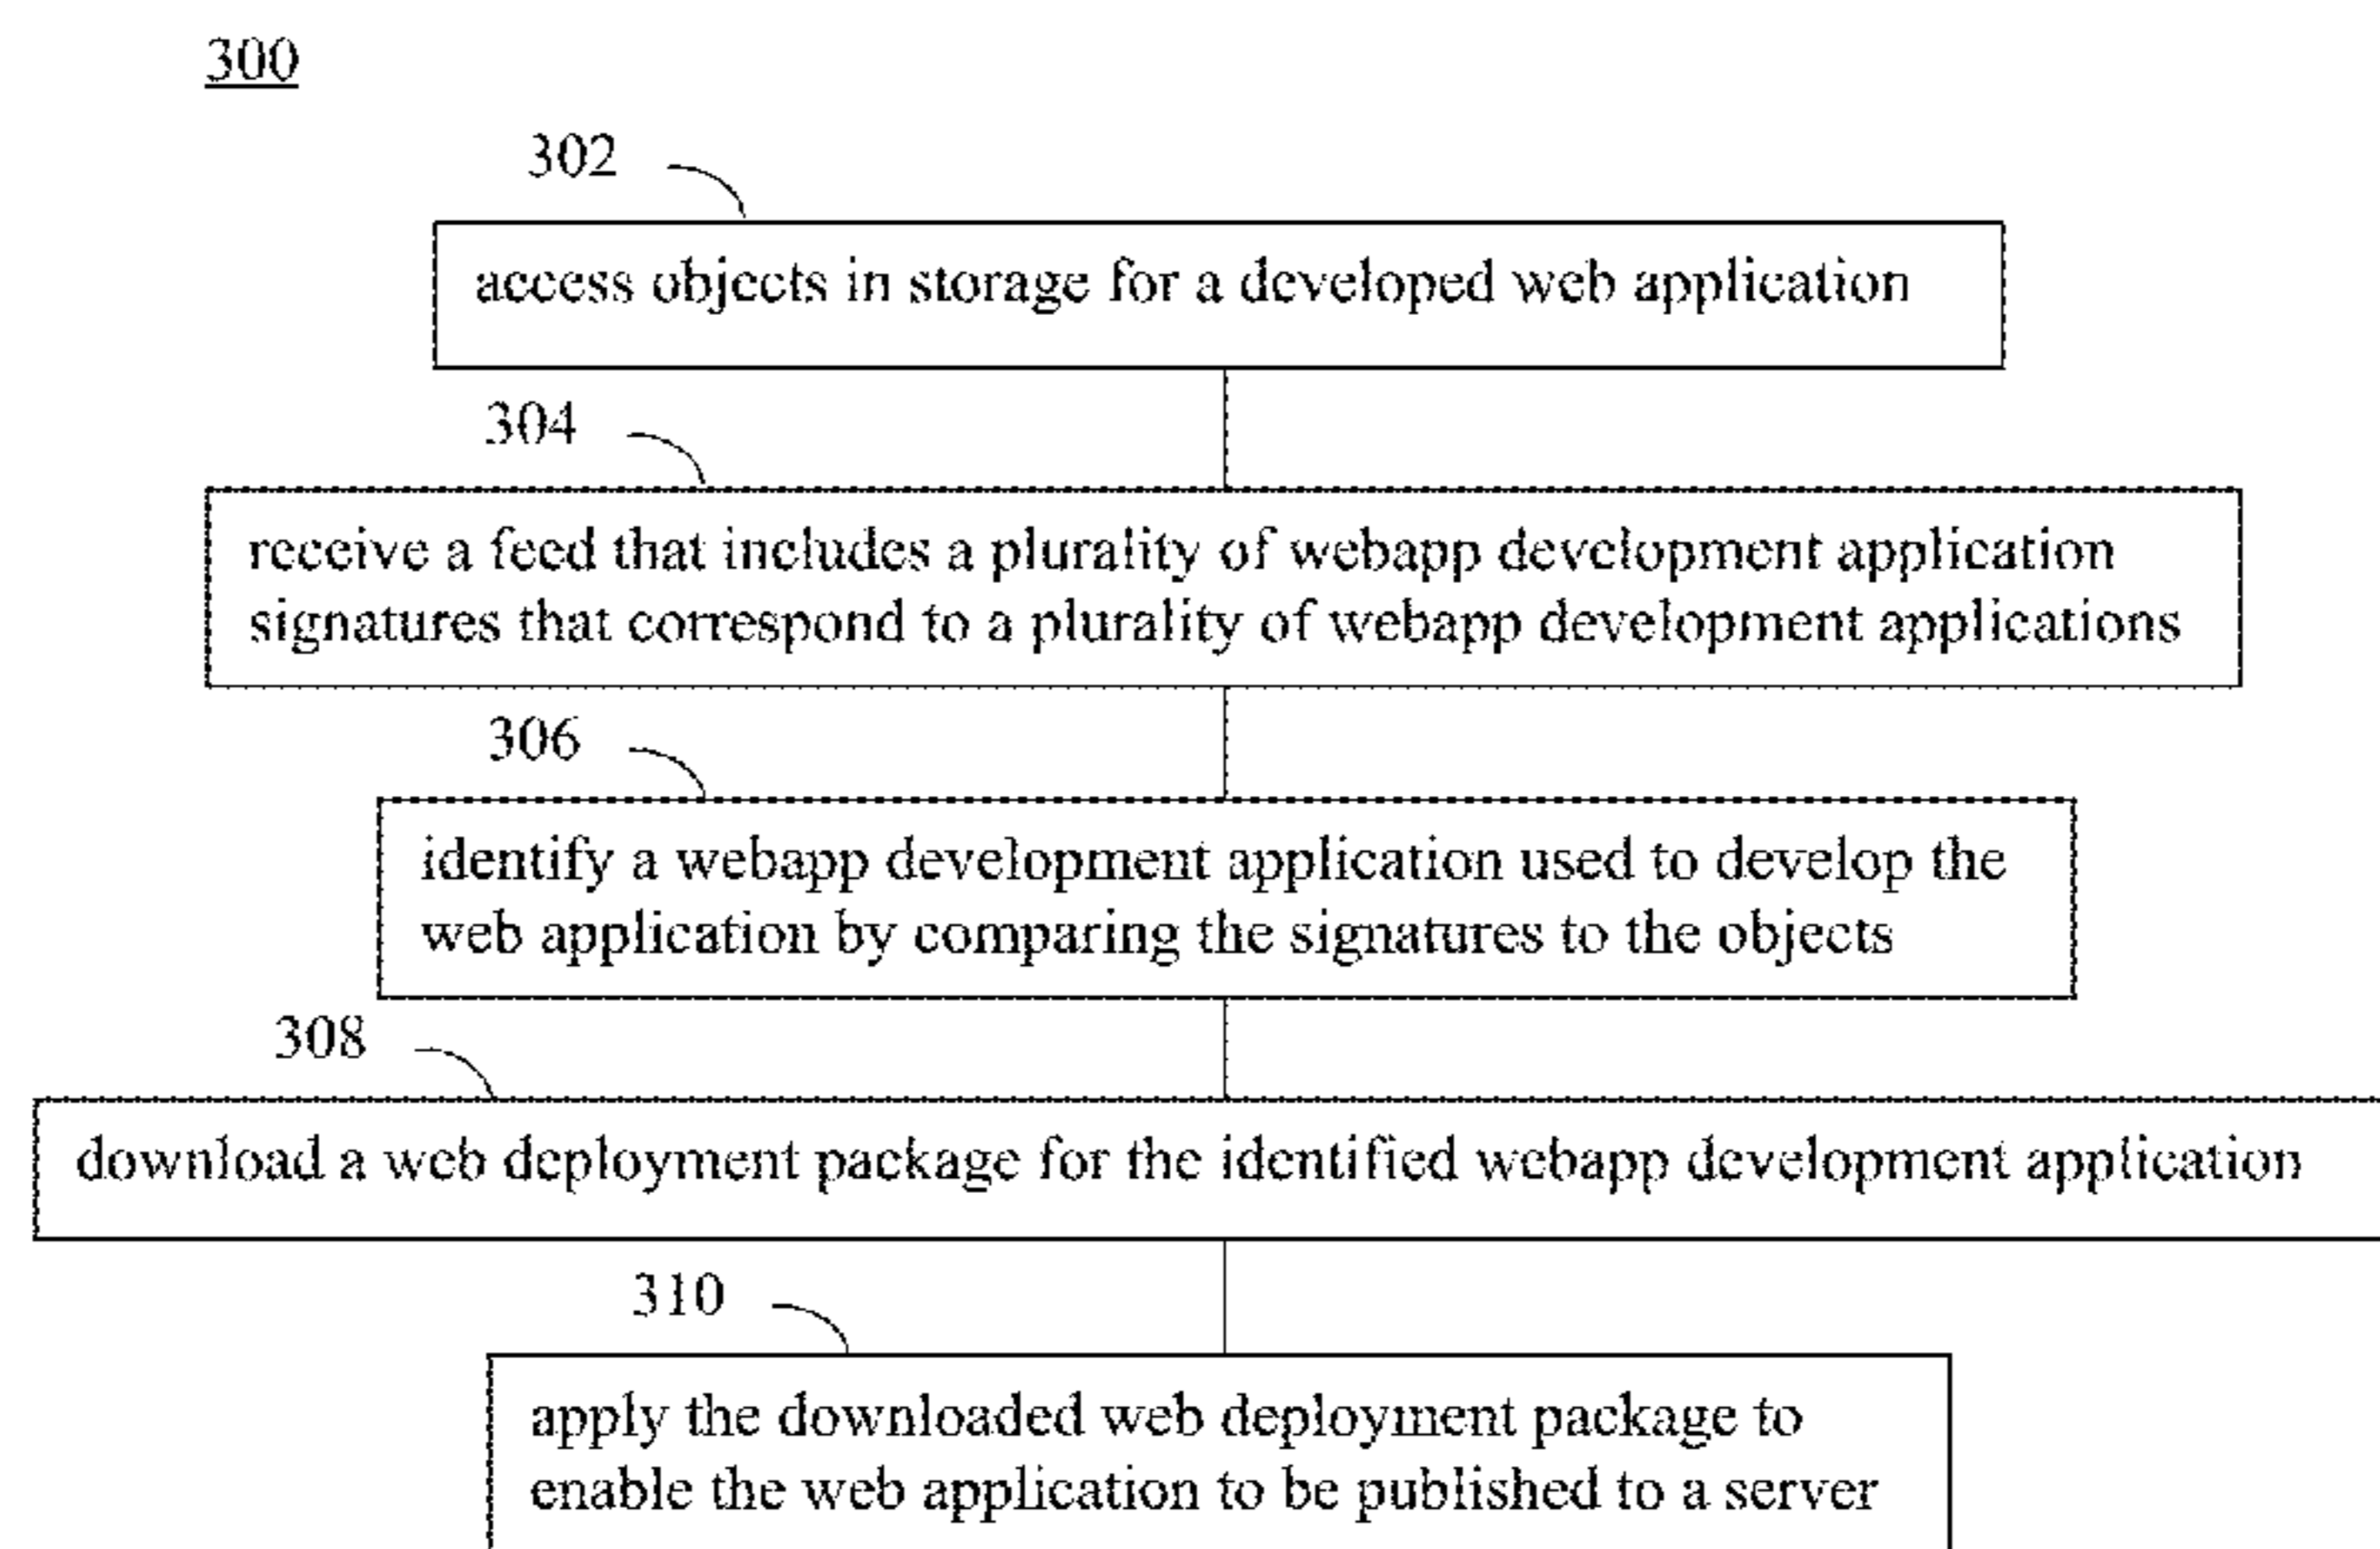 300
302
access objects in storage for a developed web application
304
receive a feed that includes a plurality of webapp development application
signatures that correspond to a plurality of webapp development applications
306
identify a webapp development application used to develop the
web application by comparing the signatures to the objects
308
download a web deployment package for the identified webapp development application
310
apply the downloaded web deployment package to
enable the web application to be published to a server